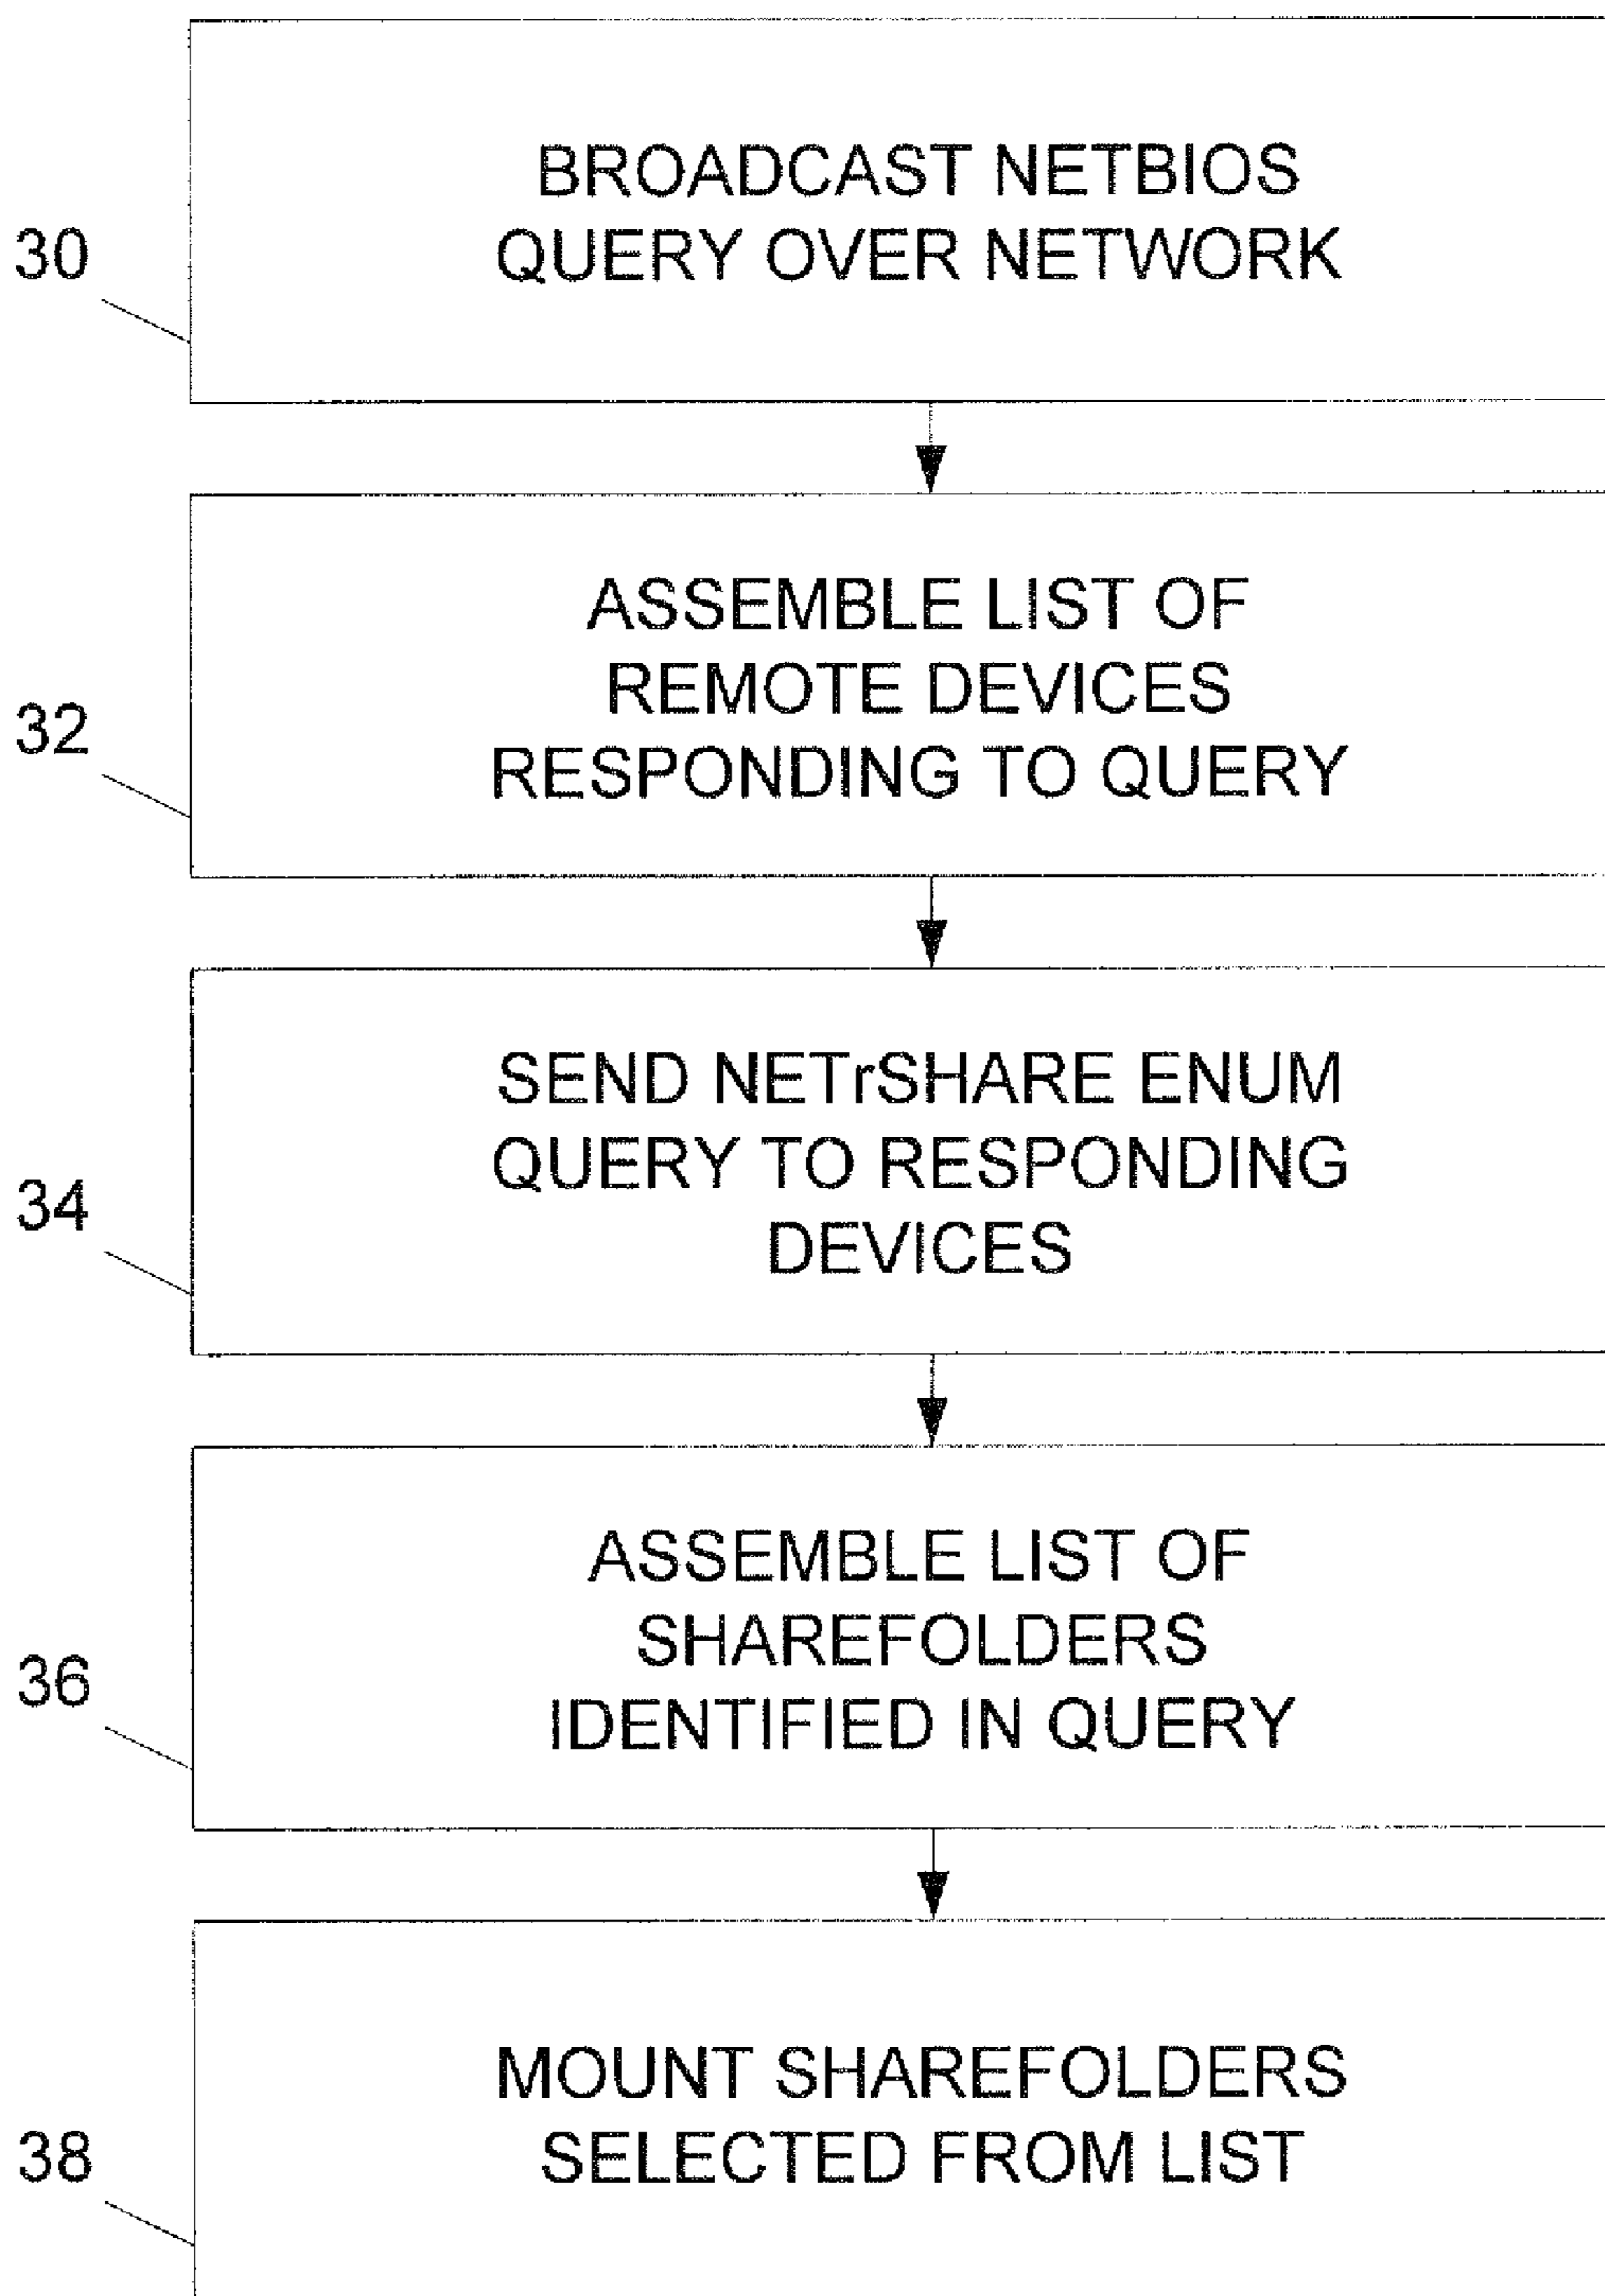 BROADCAST NETBIOS
QUERY OVER NETWORK
30
ASSEMBLE LIST OF
REMOTE DEVICES
RESPONDING TO QUERY
32
SEND NETrSHARE ENUM
QUERY TO RESPONDING
DEVICES
34
ASSEMBLE LIST OF
SHAREFOLDERS
IDENTIFIED IN QUERY
36
MOUNT SHAREFOLDERS
SELECTED FROM LIST
38